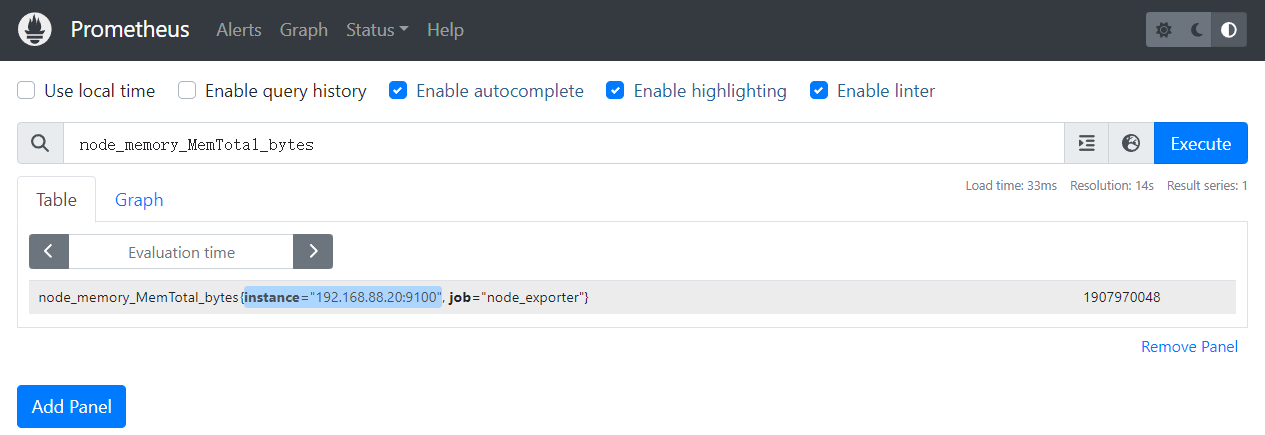 Prometheus Alerts Graph Status Help
Use local time Enable query history Enable autocomplete Enable highlighting Enable linter
node_memory_MemTotal_bytes Execute
Table Graph Load time: 33ms Resolution: 14s Result series: 1
Evaluation time
node_memory_MemTotal_bytes{instance="192.168.88.20:9100", job="node_exporter"} 1907970048
Remove Panel
Add Panel